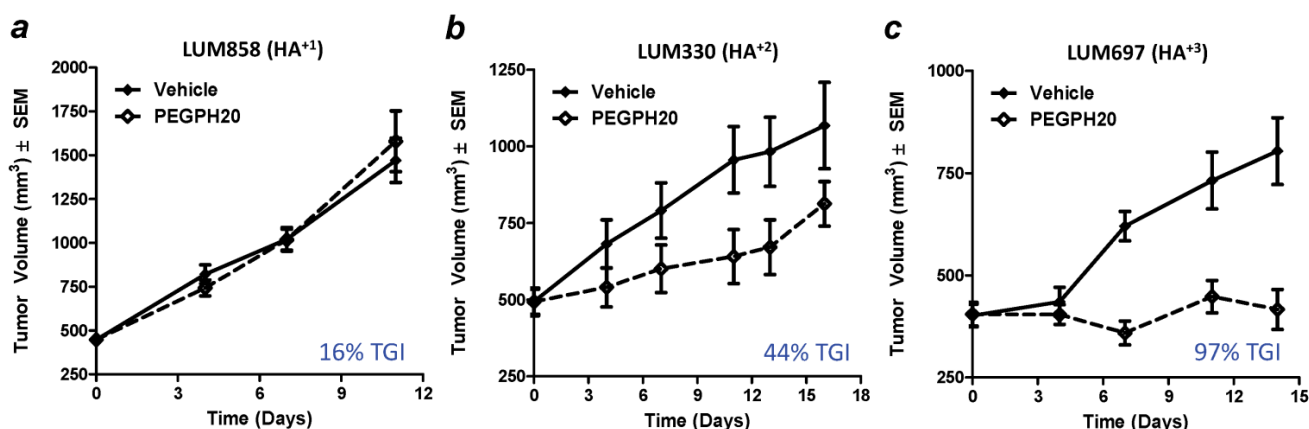 a
LUM858 (HA+1)
Tumor Volume (mm3) ± SEM
2000
1750
1500
1250
1000
750
500
250
Vehicle
PEGPH20
16% TGI
0
3
6
9
12
Time (Days)
b
LUM330 (HA+2)
Tumor Volume (mm3) ± SEM
1250
1000
750
500
250
Vehicle
PEGPH20
44% TGI
0
3
6
9
12
15
18
Time (Days)
c
LUM697 (HA+3)
Tumor Volume (mm3) ± SEM
1000
750
500
250
Vehicle
PEGPH20
97% TGI
0
3
6
9
12
15
Time (Days)